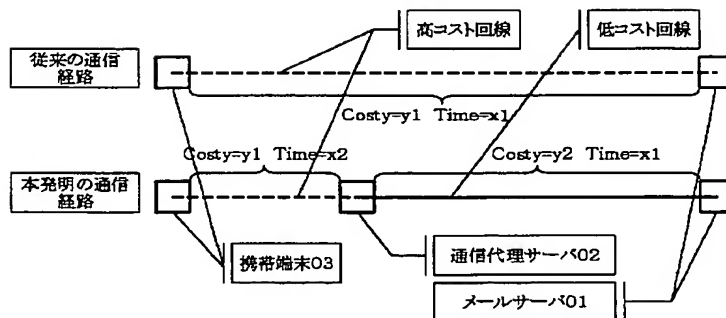 高コスト回線
低コスト回線
従来の通信
経路
Costy=y1 Time=x1
Costy=y1 Time=x2
Costy=y2 Time=x1
本発明の通信
経路
携帯端末03
通信代理サーバ02
メールサーバ01